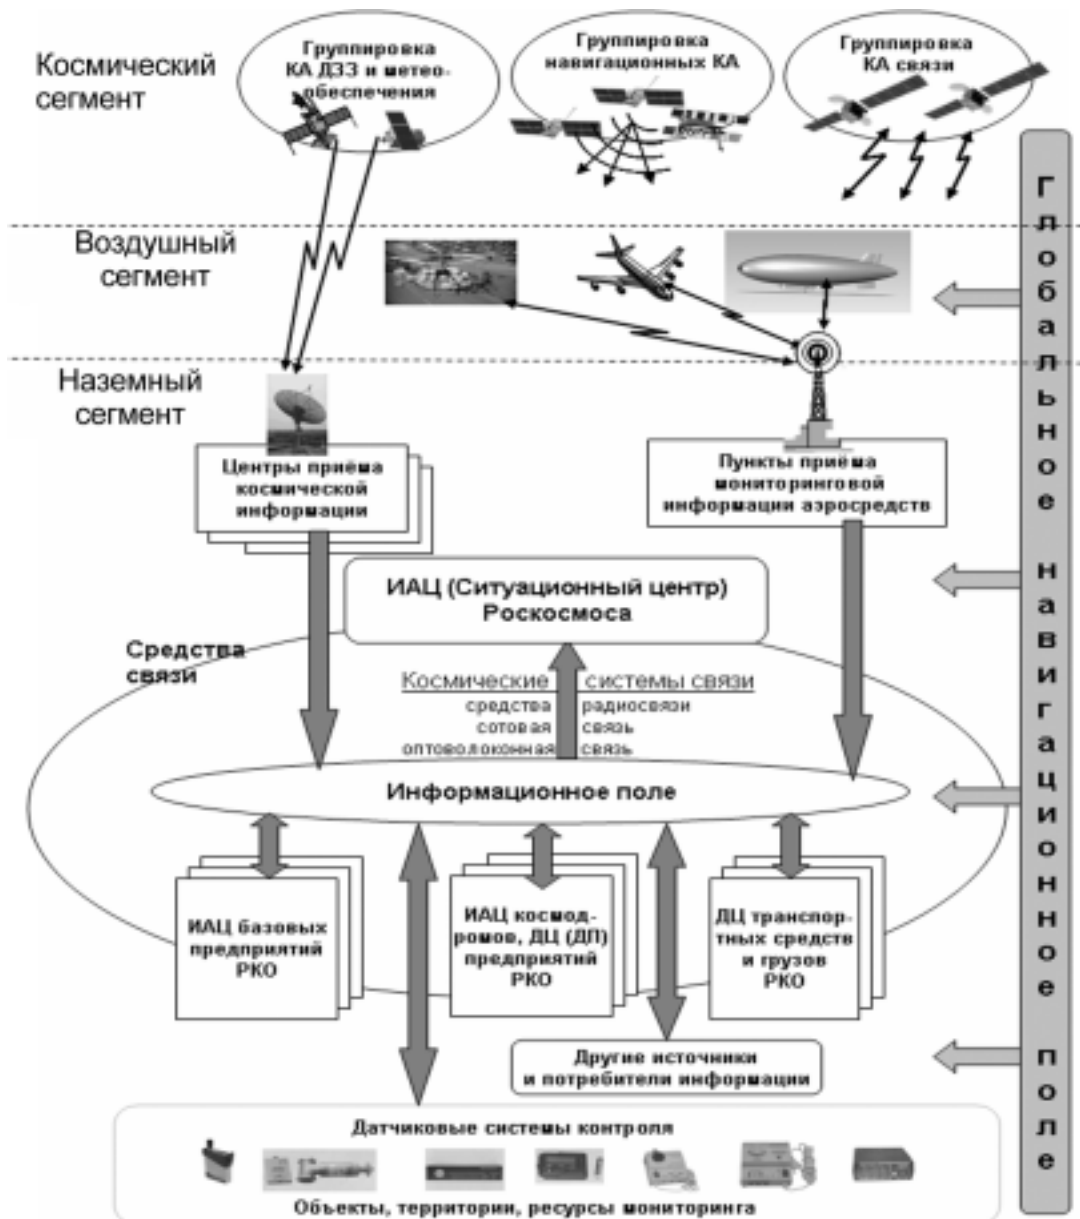 Космический
сегмент
Группировка
КА ДЗЗ и метео-
обеспечения
Группировка
навигационных КА
Группировка
КА связи
Воздушный
сегмент
Наземный
сегмент
Центры приёма
космической
информации
Пункты приёма
мониторинговой
информации аэросредств
ИАЦ (Ситуационный центр)
Роскосмоса
Средства
связи
Космические системы связи
средства радиосвязи
сотовая связь
оптоволоконная связь
Информационное поле
ИАЦ базовых
предприятий
РКО
ИАЦ космод-
ромов, ДЦ (ДП)
предприятий
РКО
ДЦ транспор-
тных средств
и грузов
РКО
Другие источники
и потребители информации
Датчиковые системы контроля
Объекты, территории, ресурсы мониторинга
Глобальное навигационное поле